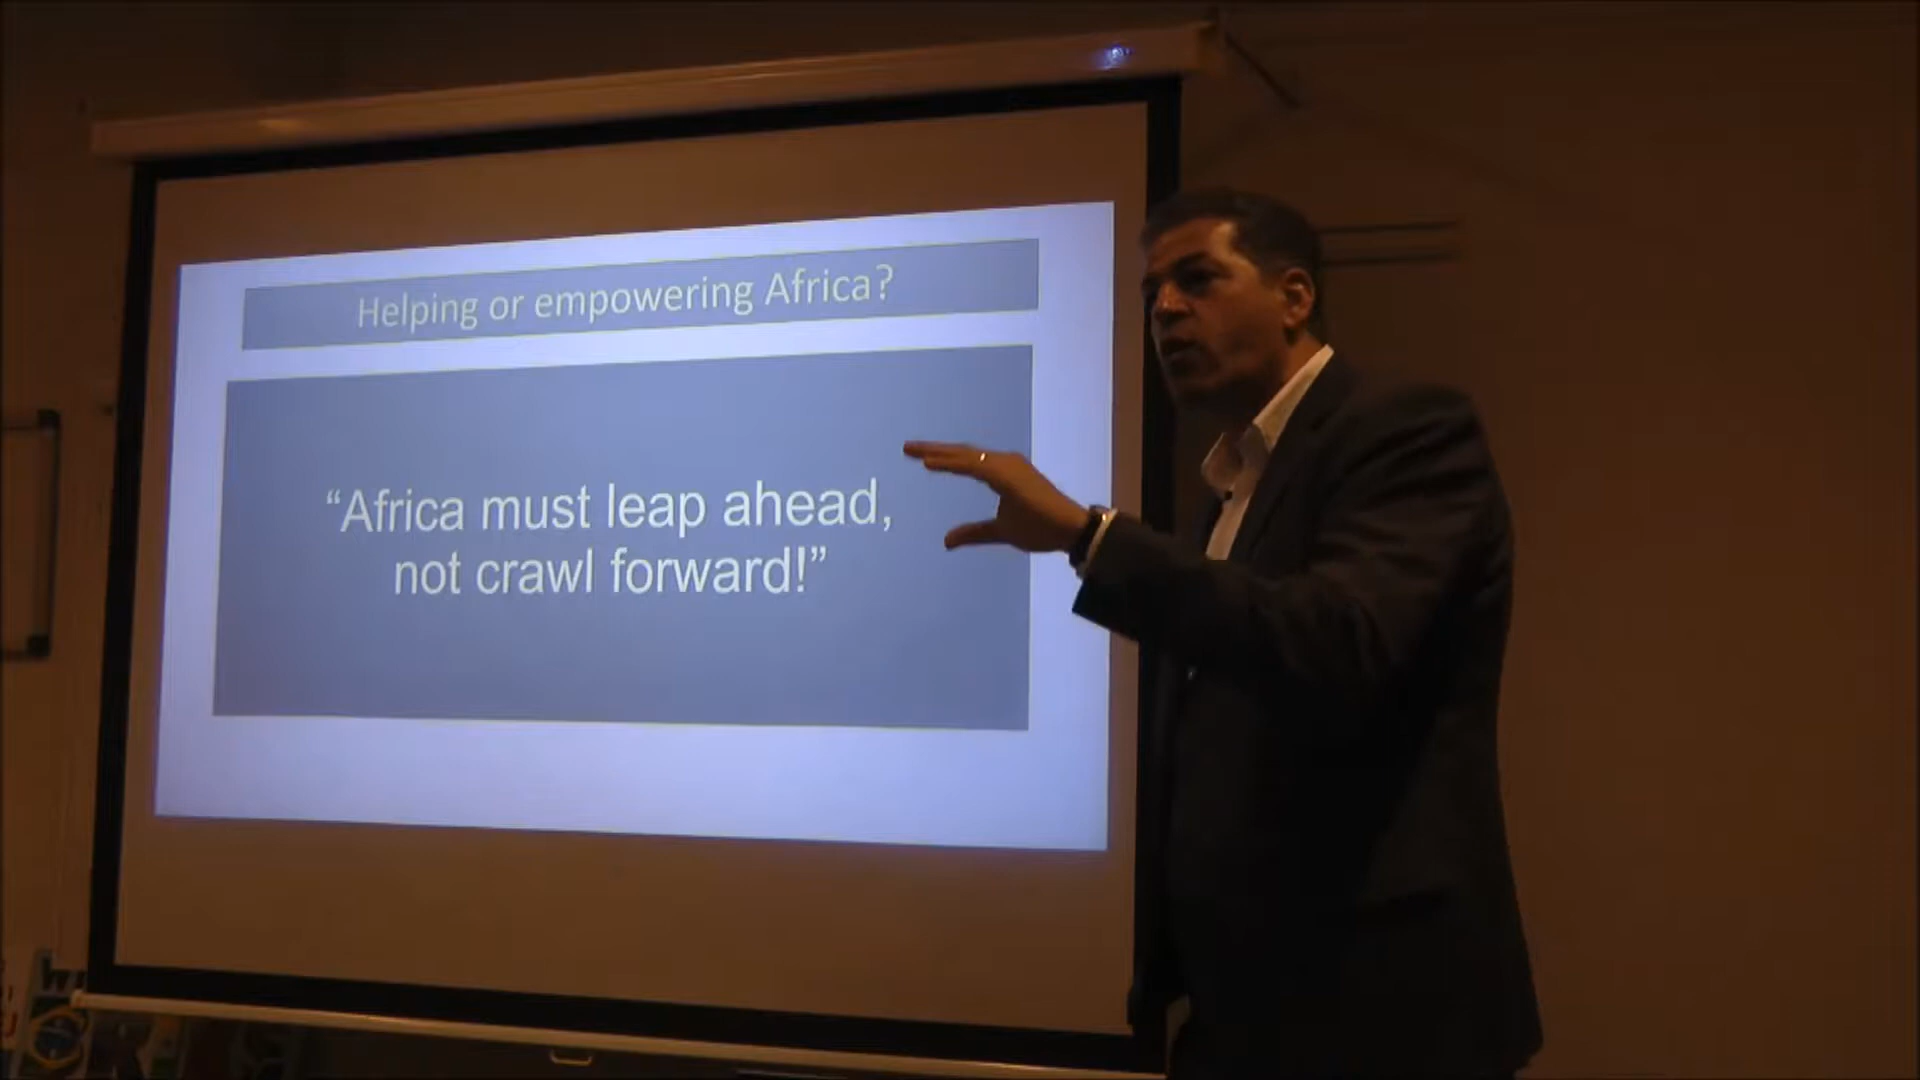 Helping or empowering Africa?
“Africa must leap ahead,
not crawl forward!”